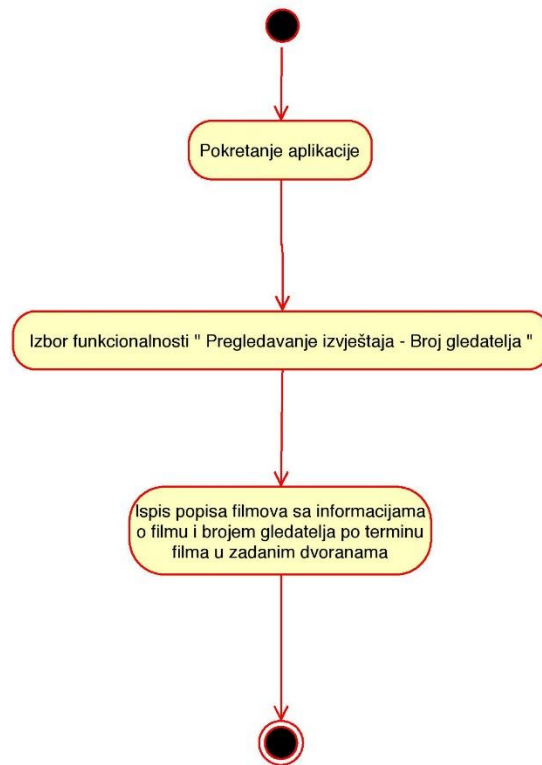 Pokretanje aplikacije
Izbor funkcionalnosti " Pregledavanje izvještaja - Broj gledatelja "
Ispis popisa filmova sa informacijama
o filmu i brojem gledatelja po terminu
filma u zadanim dvoranama